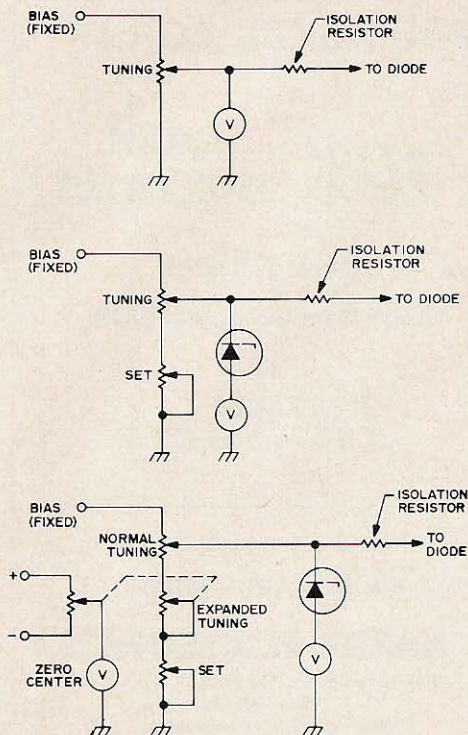 BIAS
(FIXED)
ISOLATION
RESISTOR
TUNING
TO DIODE
V
BIAS
(FIXED)
ISOLATION
RESISTOR
TUNING
TO DIODE
SET
V
BIAS
(FIXED)
ISOLATION
RESISTOR
NORMAL
TUNING
TO
DIODE
+
EXPANDED
TUNING
-
ZERO
CENTER
V
SET
V